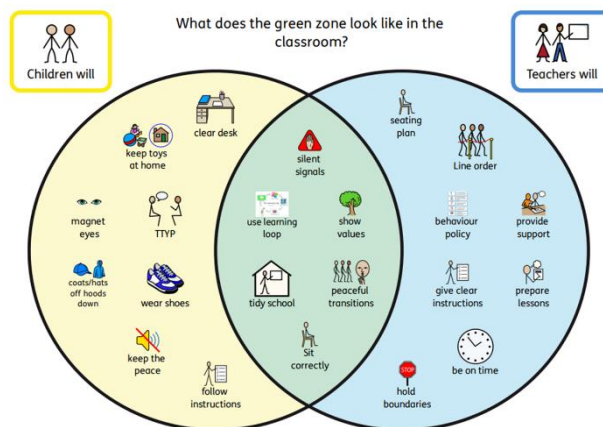 What does the green zone look like in the
classroom?
Children will
Teachers will
clear desk
keep toys
at home
magnet
eyes
TTYP
coats/hats
off hoods
down
wear shoes
keep the
peace
follow
instructions
silent
signals
use learning
loop
show
values
tidy school
peaceful
transitions
Sit
correctly
seating
plan
Line order
behaviour
policy
provide
support
give clear
instructions
prepare
lessons
STOP
hold
boundaries
be on time